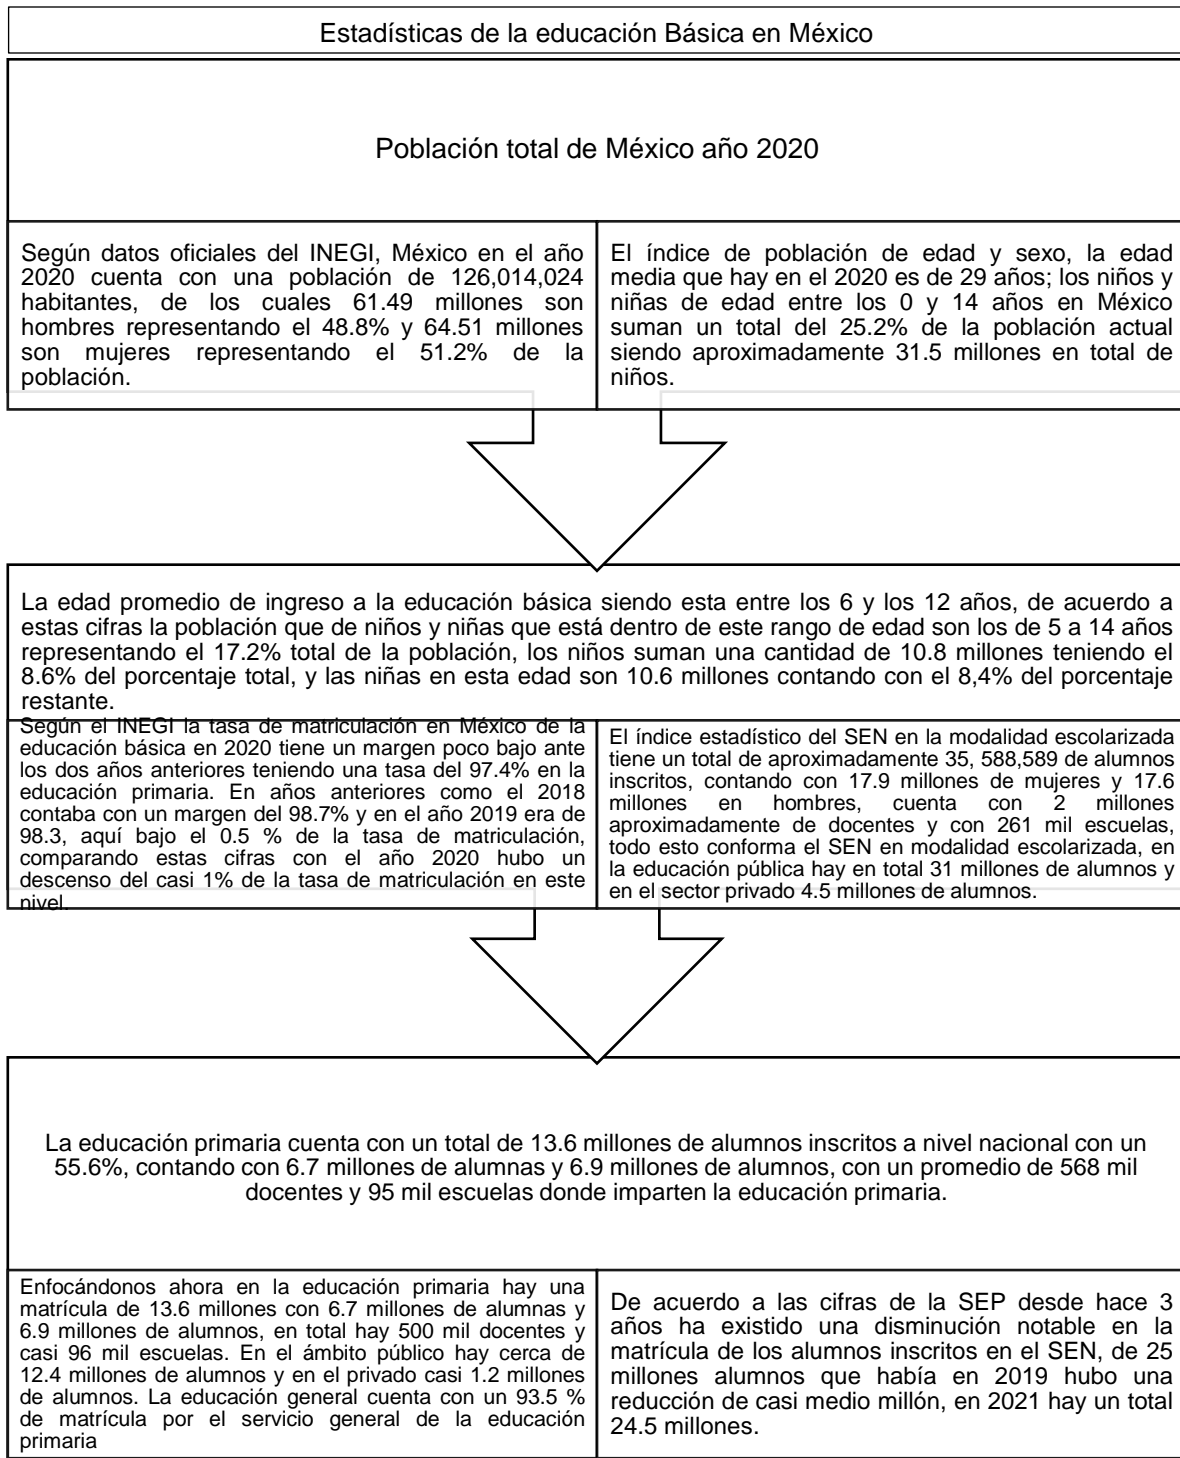 Estadísticas de la educación Básica en México
Población total de México año 2020
Según datos oficiales del INEGI, México en el año
2020 cuenta con una población de 126,014,024
habitantes, de los cuales 61.49 millones son
hombres representando el 48.8% y 64.51 millones
son mujeres representando el 51.2% de la
población.
El índice de población de edad y sexo, la edad
media que hay en el 2020 es de 29 años; los niños y
niñas de edad entre los 0 y 14 años en México
suman un total del 25.2% de la población actual
siendo aproximadamente 31.5 millones en total de
niños.
La edad promedio de ingreso a la educación básica siendo esta entre los 6 y los 12 años, de acuerdo a
estas cifras la población que de niños y niñas que está dentro de este rango de edad son los de 5 a 14 años
representando el 17.2% total de la población, los niños suman una cantidad de 10.8 millones teniendo el
8.6% del porcentaje total, y las niñas en esta edad son 10.6 millones contando con el 8,4% del porcentaje
restante.
Según el INEGI la tasa de matriculación en México de la
educación básica en 2020 tiene un margen poco bajo ante
los dos años anteriores teniendo una tasa del 97.4% en la
educación primaria. En años anteriores como el 2018
contaba con un margen del 98.7% y en el año 2019 era de
98.3, aquí bajo el 0.5 % de la tasa de matriculación,
comparando estas cifras con el año 2020 hubo un
descenso del casi 1% de la tasa de matriculación en este
nivel.
El índice estadístico del SEN en la modalidad escolarizada
tiene un total de aproximadamente 35, 588,589 de alumnos
inscritos, contando con 17.9 millones de mujeres y 17.6
millones en hombres, cuenta con 2 millones
aproximadamente de docentes y con 261 mil escuelas,
todo esto conforma el SEN en modalidad escolarizada, en
la educación pública hay en total 31 millones de alumnos y
en el sector privado 4.5 millones de alumnos.
La educación primaria cuenta con un total de 13.6 millones de alumnos inscritos a nivel nacional con un
55.6%, contando con 6.7 millones de alumnas y 6.9 millones de alumnos, con un promedio de 568 mil
docentes y 95 mil escuelas donde imparten la educación primaria.
Enfocándonos ahora en la educación primaria hay una
matrícula de 13.6 millones con 6.7 millones de alumnas y
6.9 millones de alumnos, en total hay 500 mil docentes y
casi 96 mil escuelas. En el ámbito público hay cerca de
12.4 millones de alumnos y en el privado casi 1.2 millones
de alumnos. La educación general cuenta con un 93.5 %
de matrícula por el servicio general de la educación
primaria
De acuerdo a las cifras de la SEP desde hace 3
años ha existido una disminución notable en la
matrícula de los alumnos inscritos en el SEN, de 25
millones alumnos que había en 2019 hubo una
reducción de casi medio millón, en 2021 hay un total
24.5 millones.